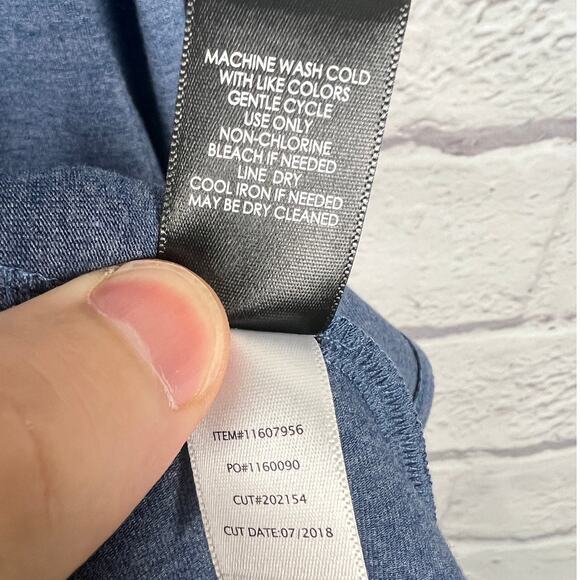 MACHINE WASH COLD
WITH LIKE COLORS
GENTLE CYCLE
USE ONLY
NON-CHLORINE
BLEACH IF NEEDED
LINE DRY
COOL IRON IF NEEDED
MAY BE DRY CLEANED
ITEM#11607956
PO#1160090
CUT#202154
CUT DATE:07/2018